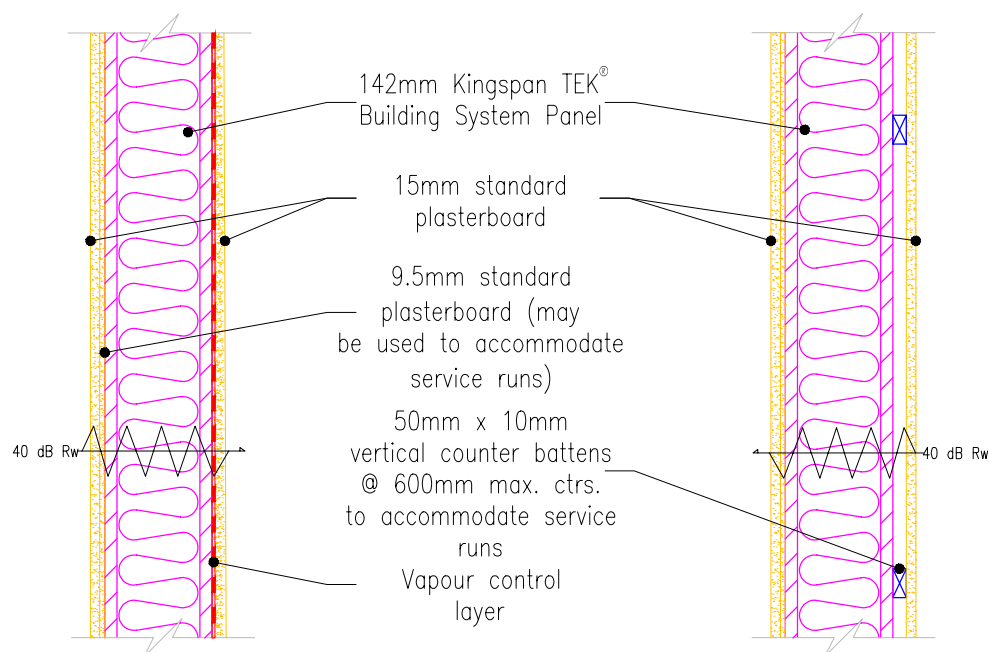 142mm Kingspan TEK®
Building System Panel
15mm standard
plasterboard
9.5mm standard
plasterboard (may
be used to accommodate
service runs)
50mm x 10mm
vertical counter battens
@ 600mm max. ctrs.
to accommodate service
runs
Vapour control
layer
40 dB Rw
40 dB Rw